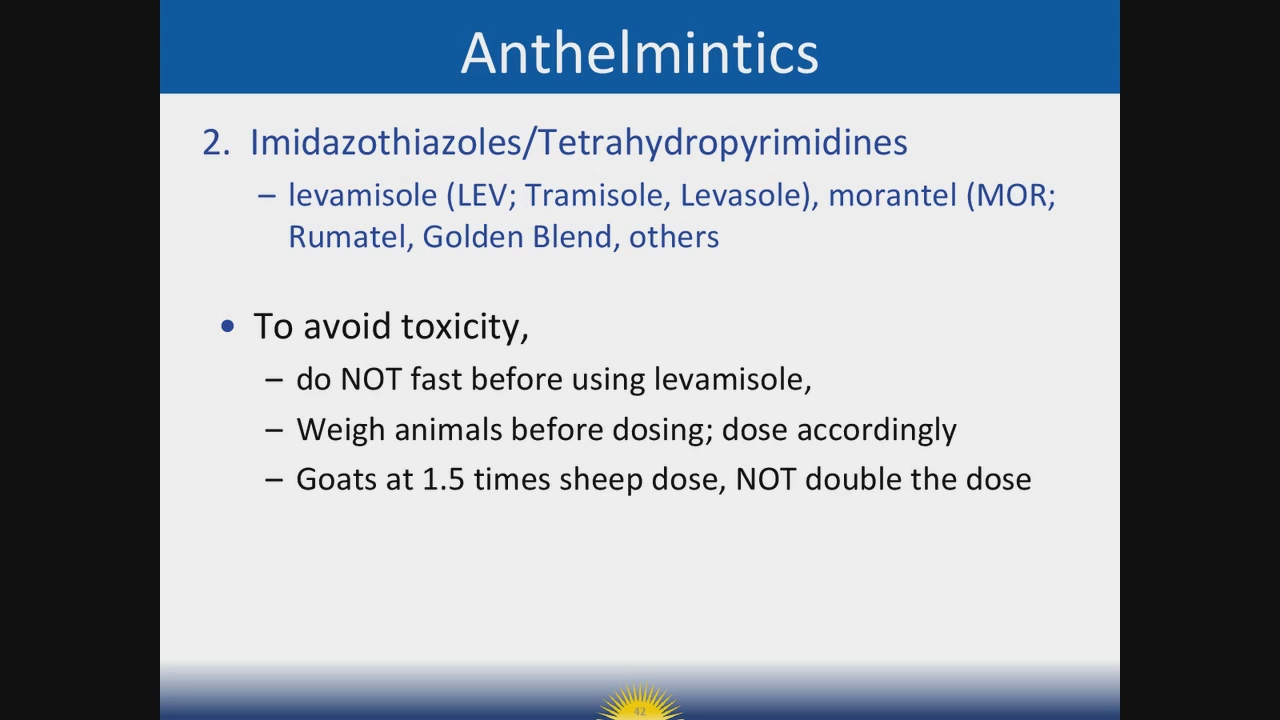 Anthelmintics
2. Imidazothiazoles/Tetrahydropyrimidines
– levamisole (LEV; Tramisole, Levasole), morantel (MOR;
Rumatel, Golden Blend, others
• To avoid toxicity,
– do NOT fast before using levamisole,
– Weigh animals before dosing; dose accordingly
– Goats at 1.5 times sheep dose, NOT double the dose
42